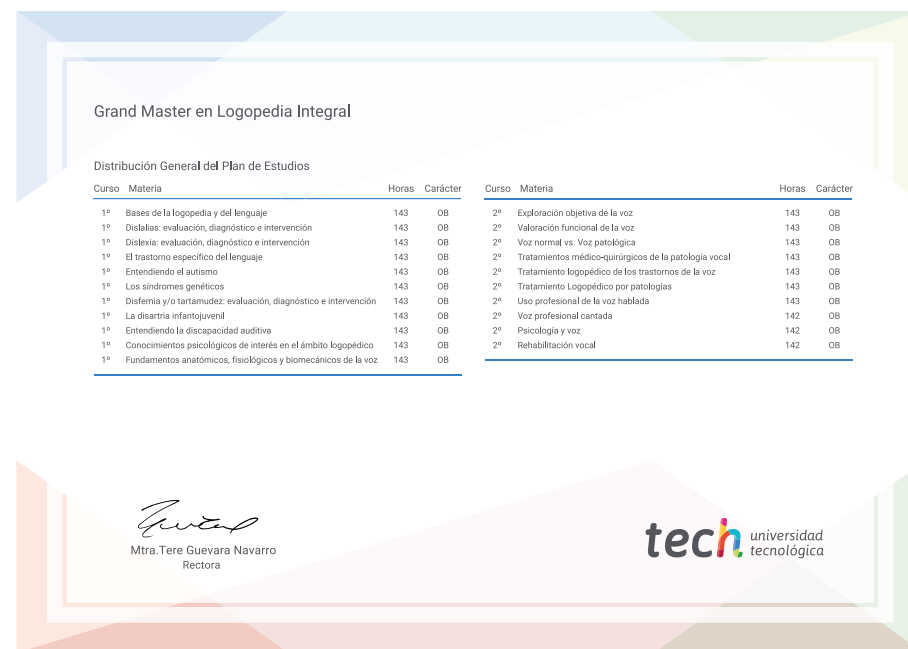 Grand Master en Logopedia Integral
Distribución General del Plan de Estudios
Curso Materia Horas Carácter
1º Bases de la logopedia y del lenguaje 143 OB
1º Dislalias: evaluación, diagnóstico e intervención 143 OB
1º Dislexia: evaluación, diagnóstico e intervención 143 OB
1º El trastorno específico del lenguaje 143 OB
1º Entendiendo el autismo 143 OB
1º Los síndromes genéticos 143 OB
1º Disfemia y/o tartamudez: evaluación, diagnóstico e intervención 143 OB
1º La disartria infantojuvenil 143 OB
1º Entendiendo la discapacidad auditiva 143 OB
1º Conocimientos psicológicos de interés en el ámbito logopédico 143 OB
1º Fundamentos anatómicos, fisiológicos y biomecánicos de la voz 143 OB
Curso Materia Horas Carácter
2º Exploración objetiva de la voz 143 OB
2º Valoración funcional de la voz 143 OB
2º Voz normal vs. Voz patológica 143 OB
2º Tratamientos médico-quirúrgicos de la patología vocal 143 OB
2º Tratamiento logopédico de los trastornos de la voz 143 OB
2º Tratamiento Logopédico por patologías 143 OB
2º Uso profesional de la voz hablada 143 OB
2º Voz profesional cantada 142 OB
2º Psicología y voz 142 OB
2º Rehabilitación vocal 142 OB
Mtra.Tere Guevara Navarro
Rectora
tech universidad
tecnológica